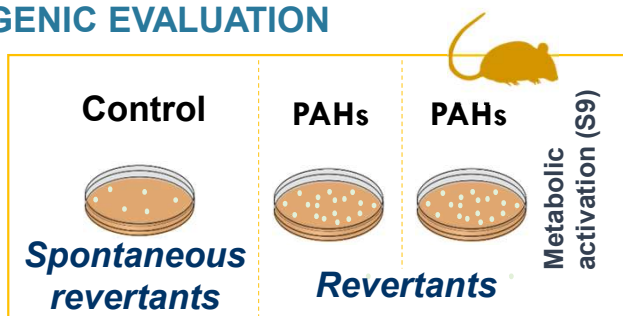 GENIC EVALUATION
Control
PAHs
PAHs
Metabolic
activation (S9)
Spontaneous
revertants
Revertants